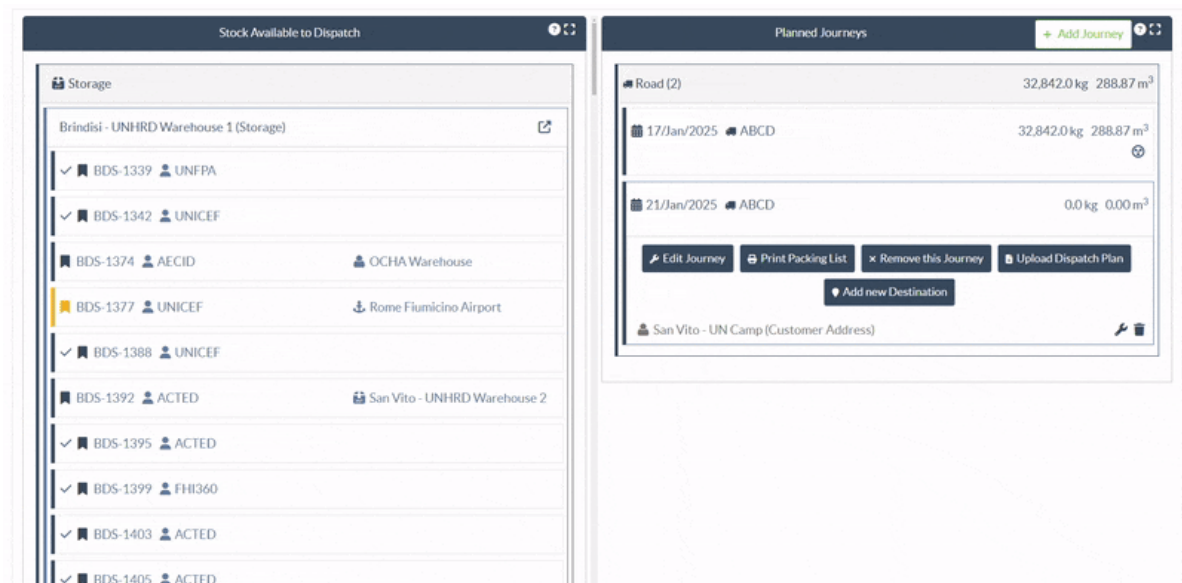 Stock Available to Dispatch
Storage
Brindisi - UNHRD Warehouse 1 (Storage)
BDS-1339 UNFPA
BDS-1342 UNICEF
BDS-1374 AECID OCHA Warehouse
BDS-1377 UNICEF Rome Fiumicino Airport
BDS-1388 UNICEF
BDS-1392 ACTED San Vito - UNHRD Warehouse 2
BDS-1395 ACTED
BDS-1399 FHI360
BDS-1403 ACTED
BDS-1405 ACTED
Planned Journeys
+ Add Journey
Road (2) 32,842.0 kg 288.87 m³
17/Jan/2025 ABCD 32,842.0 kg 288.87 m³
21/Jan/2025 ABCD 0.0 kg 0.00 m³
Edit Journey Print Packing List × Remove this Journey Upload Dispatch Plan
Add new Destination
San Vito - UN Camp (Customer Address)